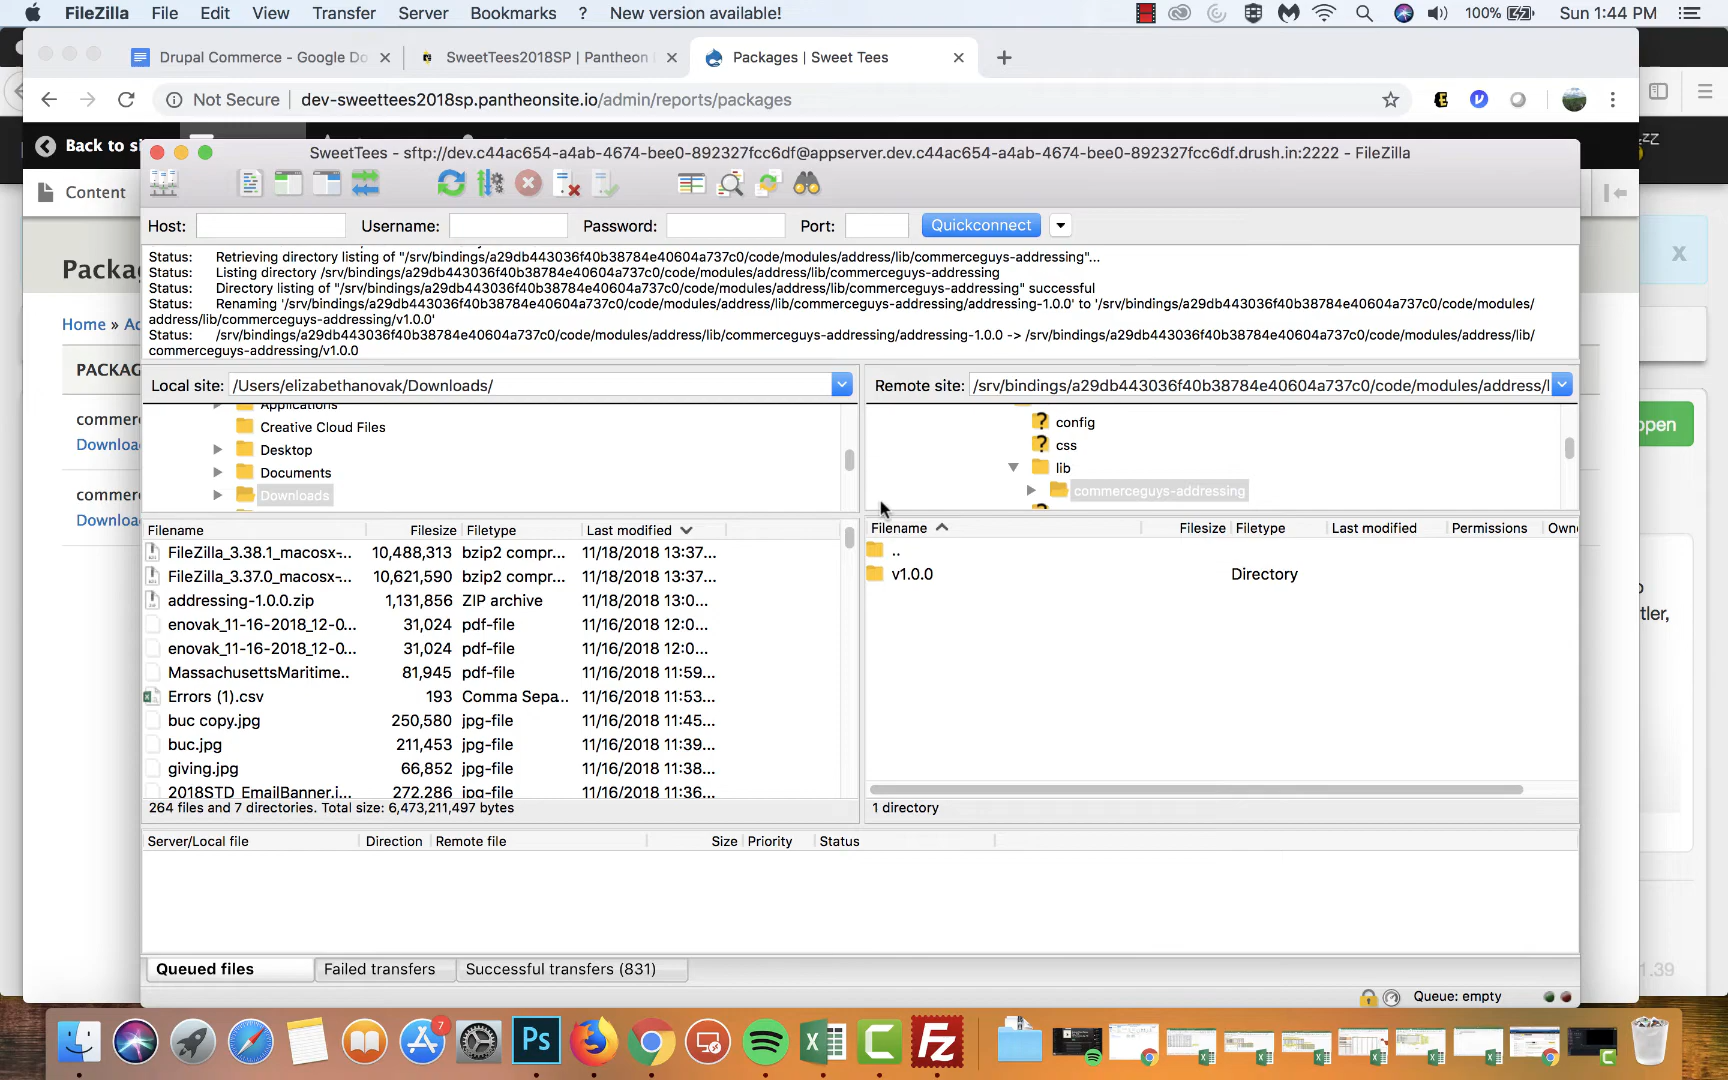 FileZilla File Edit View Transfer Server Bookmarks ? New version available! 100% Sun 1:44 PM
Drupal Commerce - Google Do SweetTees2018SP | Pantheon Packages | Sweet Tees
Not Secure dev-sweettees2018sp.pantheonsite.io/admin/reports/packages
Back to si
SweetTees - sftp://dev.c44ac654-a4ab-4674-bee0-892327fcc6df@appserver.dev.c44ac654-a4ab-4674-bee0-892327fcc6df.drush.in:2222 - FileZilla
Content
Host: Username: Password: Port: Quickconnect
Status: Retrieving directory listing of "/srv/bindings/a29db443036f40b38784e40604a737c0/code/modules/address/lib/commerceguys-addressing"...
Status: Listing directory /srv/bindings/a29db443036f40b38784e40604a737c0/code/modules/address/lib/commerceguys-addressing
Status: Directory listing of "/srv/bindings/a29db443036f40b38784e40604a737c0/code/modules/address/lib/commerceguys-addressing" successful
Status: Renaming '/srv/bindings/a29db443036f40b38784e40604a737c0/code/modules/address/lib/commerceguys-addressing/addressing-1.0.0' to '/srv/bindings/a29db443036f40b38784e40604a737c0/code/modules/
address/lib/commerceguys-addressing/v1.0.0'
Status: /srv/bindings/a29db443036f40b38784e40604a737c0/code/modules/address/lib/commerceguys-addressing/addressing-1.0.0 -> /srv/bindings/a29db443036f40b38784e40604a737c0/code/modules/address/lib/
commerceguys-addressing/v1.0.0
Packa
Home » Ad
PACKAG
commer
Downloa
commer
Downloa
Local site: /Users/elizabethanovak/Downloads/
Applications
Creative Cloud Files
Desktop
Documents
Downloads
Remote site: /srv/bindings/a29db443036f40b38784e40604a737c0/code/modules/address/l
config
css
lib
commerceguys-addressing
Filename Filesize Filetype Last modified
FileZilla_3.38.1_macosx-... 10,488,313 bzip2 compr... 11/18/2018 13:37...
FileZilla_3.37.0_macosx-... 10,621,590 bzip2 compr... 11/18/2018 13:37...
addressing-1.0.0.zip 1,131,856 ZIP archive 11/18/2018 13:0...
enovak_11-16-2018_12-0... 31,024 pdf-file 11/16/2018 12:0...
enovak_11-16-2018_12-0... 31,024 pdf-file 11/16/2018 12:0...
MassachusettsMaritime.. 81,945 pdf-file 11/16/2018 11:59...
Errors (1).csv 193 Comma Sepa... 11/16/2018 11:53...
buc copy.jpg 250,580 jpg-file 11/16/2018 11:45...
buc.jpg 211,453 jpg-file 11/16/2018 11:39...
giving.jpg 66,852 jpg-file 11/16/2018 11:38...
2018STD_EmailBanner.j... 272,286 jpg-file 11/16/2018 11:36...
264 files and 7 directories. Total size: 6,473,211,497 bytes
Filename Filesize Filetype Last modified Permissions Owne
..
v1.0.0 Directory
1 directory
open
tler,
1.39
Server/Local file Direction Remote file Size Priority Status
Queued files Failed transfers Successful transfers (831)
Queue: empty
7
Ps
Fz